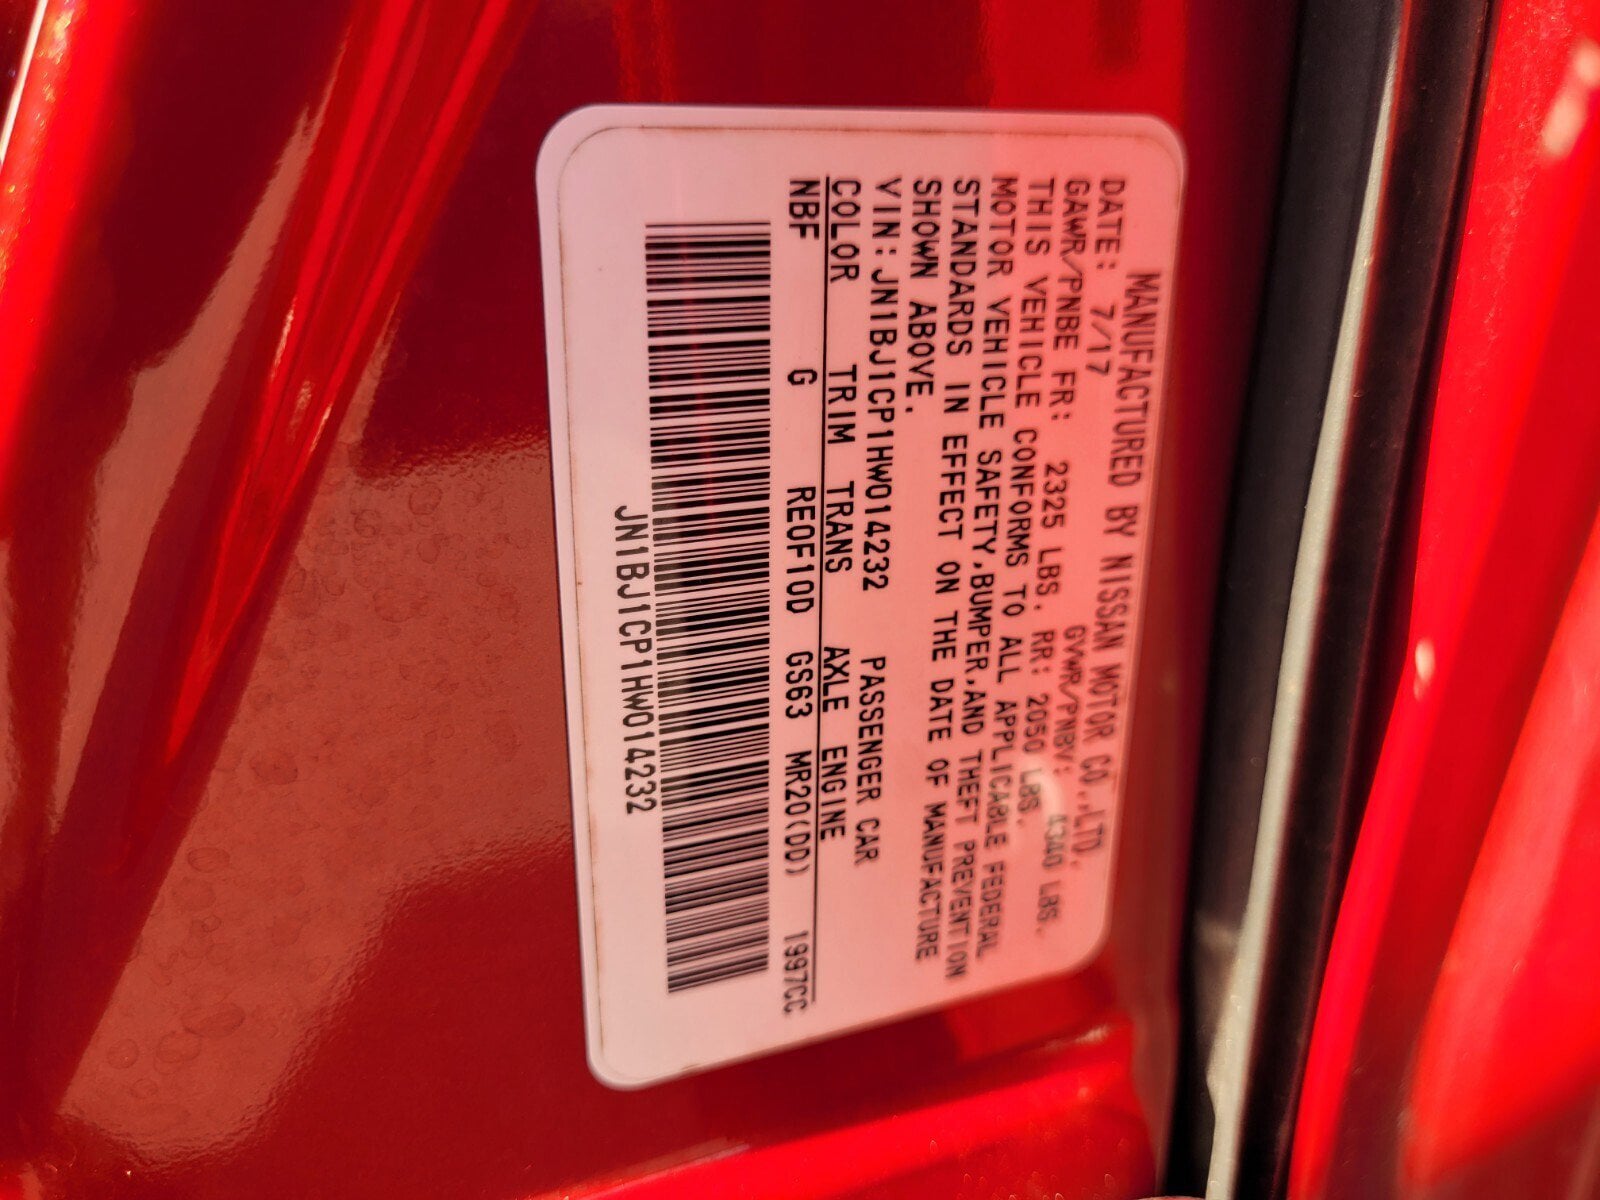 MANUFACTURED BY NISSAN MOTOR CO.,LTD.
DATE: 7/17 GVWR/PNBV: 4340 LBS.
GAWR/PNBE FR: 2325 LBS. RR: 2050 LBS.
THIS VEHICLE CONFORMS TO ALL APPLICABLE FEDERAL
MOTOR VEHICLE SAFETY,BUMPER,AND THEFT PREVENTION
STANDARDS IN EFFECT ON THE DATE OF MANUFACTURE
SHOWN ABOVE.
VIN:JN1BJ1CP1HW014232 PASSENGER CAR
COLOR TRIM TRANS AXLE ENGINE
NBF G RE0F10D GS63 MR20(DD) 1997CC
JN1BJ1CP1HW014232